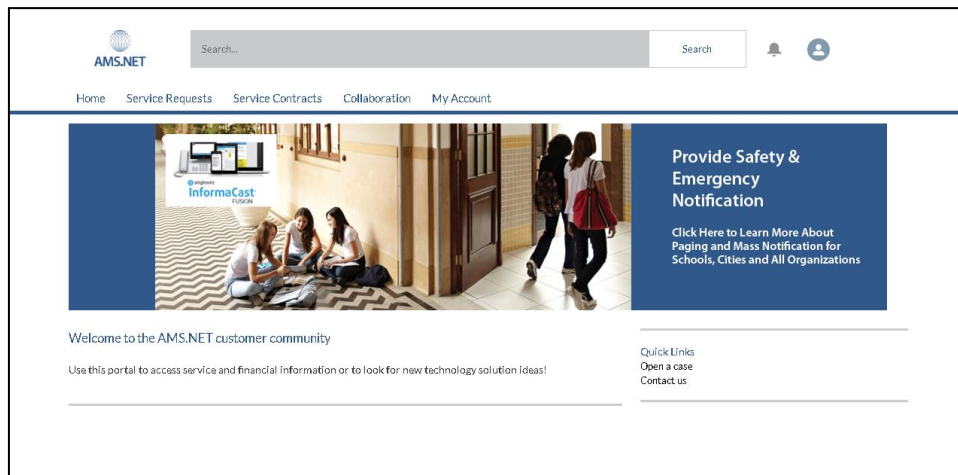 AMS.NET
Search...
Search
Home Service Requests Service Contracts Collaboration My Account
singlewire
InformaCast
FUSION
Provide Safety &
Emergency
Notification
Click Here to Learn More About
Paging and Mass Notification for
Schools, Cities and All Organizations
Welcome to the AMS.NET customer community
Use this portal to access service and financial information or to look for new technology solution ideas!
Quick Links
Open a case
Contact us